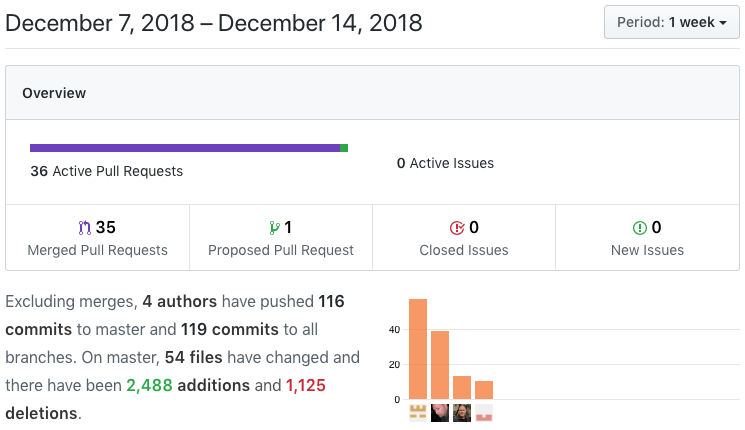 December 7, 2018 – December 14, 2018
Period: 1 week
Overview
36 Active Pull Requests
0 Active Issues
35
Merged Pull Requests
1
Proposed Pull Request
0
Closed Issues
0
New Issues
Excluding merges, 4 authors have pushed 116
commits to master and 119 commits to all
branches. On master, 54 files have changed and
there have been 2,488 additions and 1,125
deletions.
40
20
0